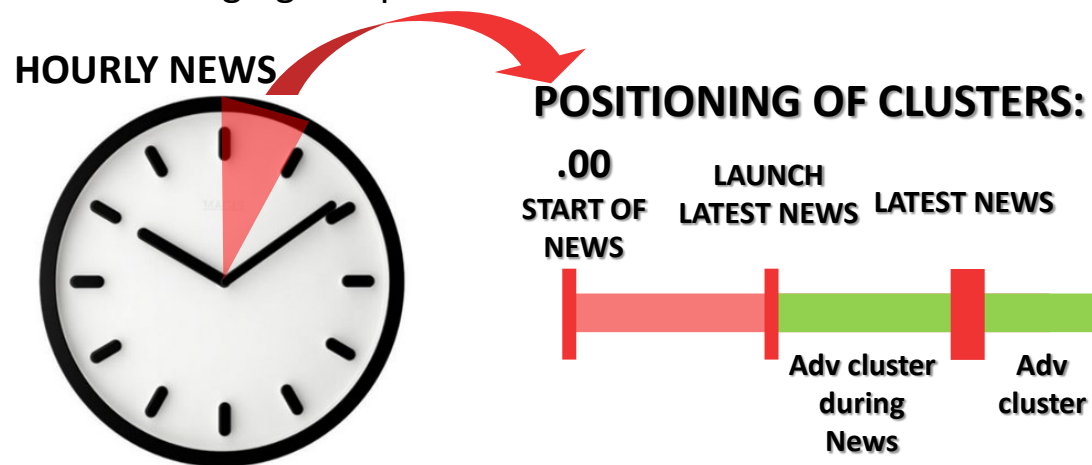 HOURLY NEWS
POSITIONING OF CLUSTERS:
.00
START OF
NEWS
LAUNCH
LATEST NEWS
LATEST NEWS
Adv cluster
during
News
Adv
cluster